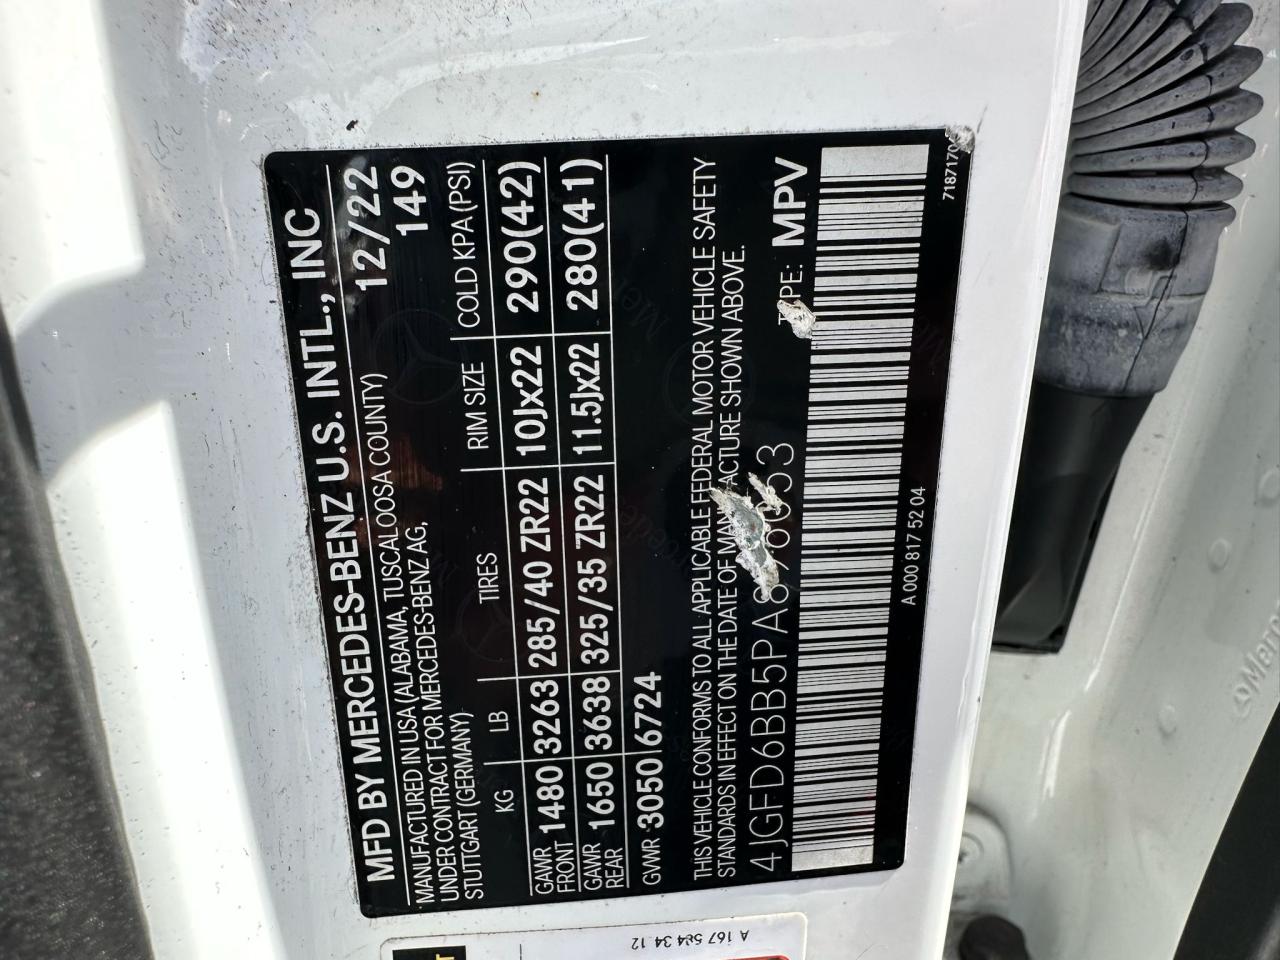 MFD BY MERCEDES-BENZ U.S. INTL., INC
MANUFACTURED IN USA (ALABAMA, TUSCALOOSA COUNTY) 12/22
UNDER CONTRACT FOR MERCEDES-BENZ AG, 149
STUTTGART (GERMANY)
KG LB TIRES RIM SIZE COLD KPA (PSI)
GAWR FRONT 1480 3263 285/40 ZR22 10Jx22 290(42)
GAWR REAR 1650 3638 325/35 ZR22 11.5Jx22 280(41)
GVWR 3050 6724
THIS VEHICLE CONFORMS TO ALL APPLICABLE FEDERAL MOTOR VEHICLE SAFETY
STANDARDS IN EFFECT ON THE DATE OF MANUFACTURE SHOWN ABOVE.
TYPE: MPV
A 000 817 52 04
A 167 584 34 12